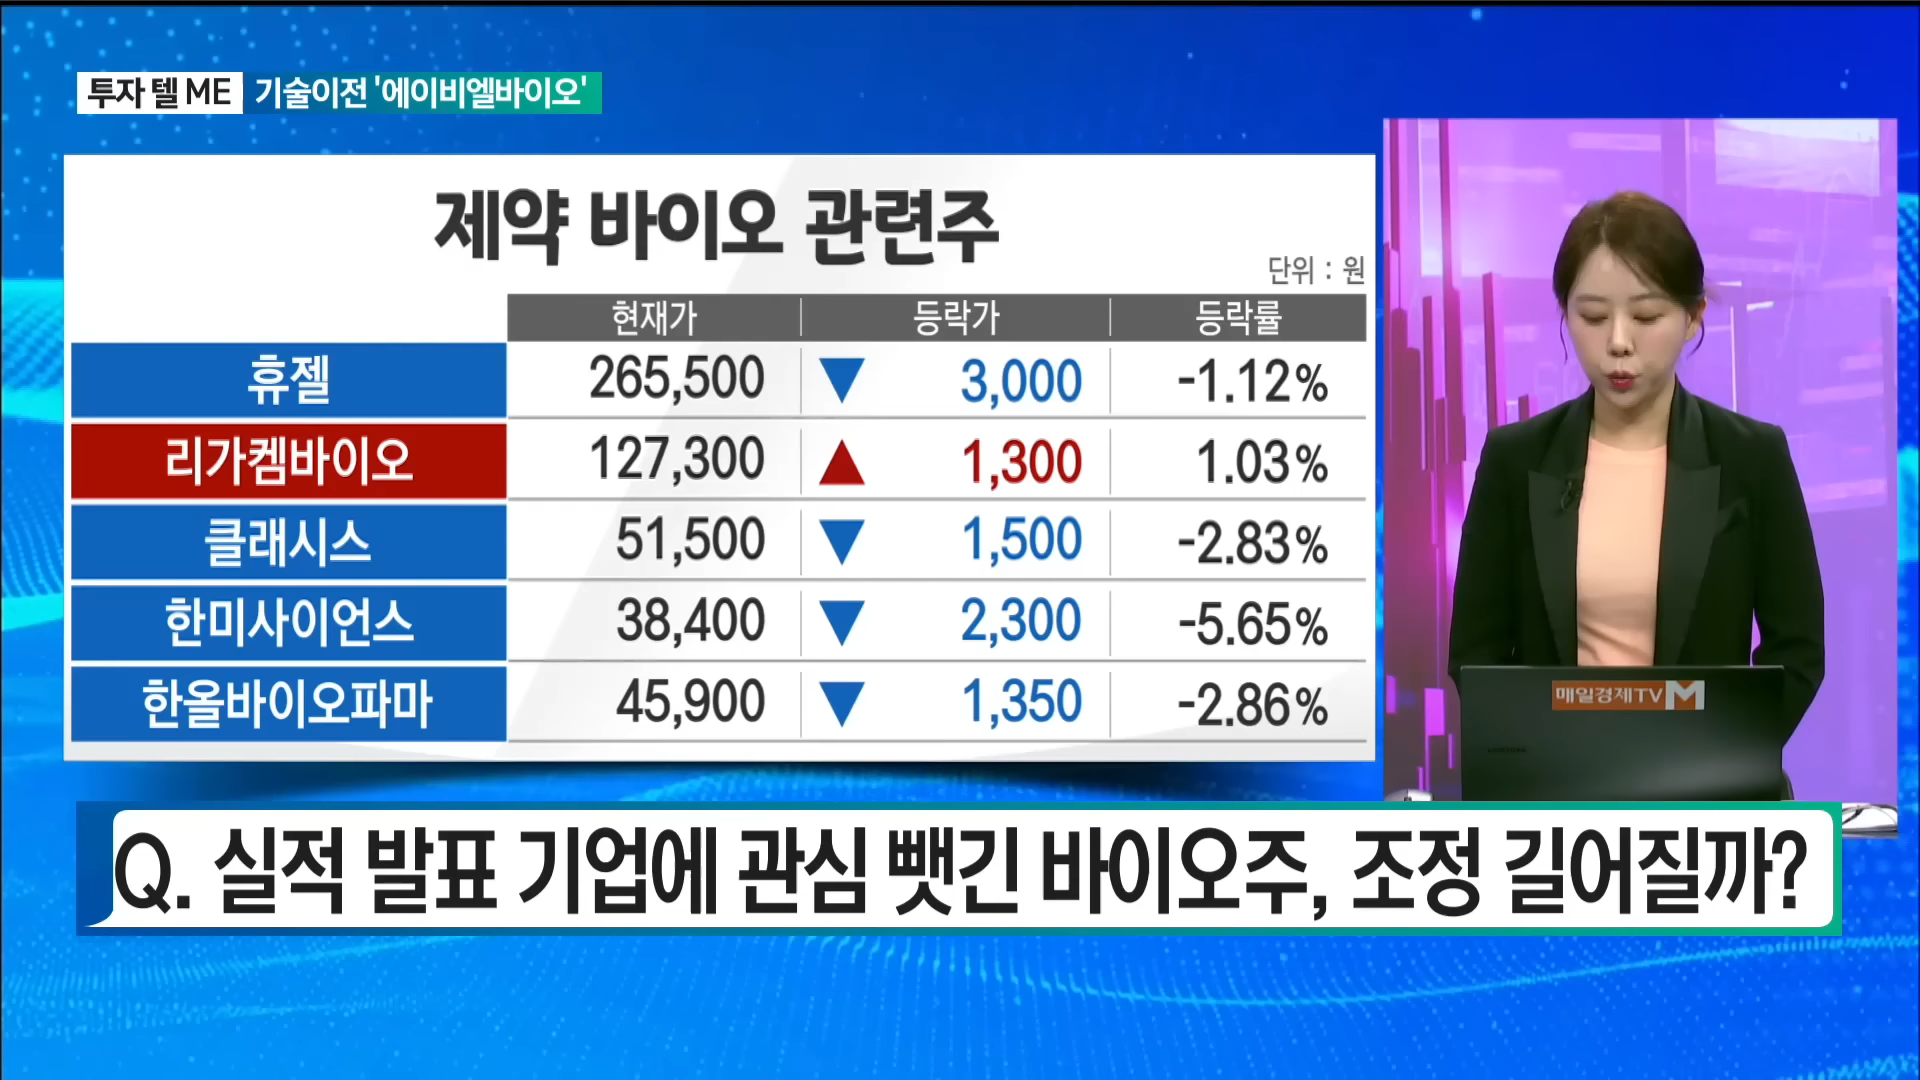 투자 텔 ME 기술이전 '에이비엘바이오'
제약 바이오 관련주
단위 : 원
현재가 등락가 등락률
휴젤 265,500 ▼ 3,000 -1.12%
리가켐바이오 127,300 ▲ 1,300 1.03%
클래시스 51,500 ▼ 1,500 -2.83%
한미사이언스 38,400 ▼ 2,300 -5.65%
한올바이오파마 45,900 ▼ 1,350 -2.86%
매일경제TV M
Q. 실적 발표 기업에 관심 뺏긴 바이오주, 조정 길어질까?